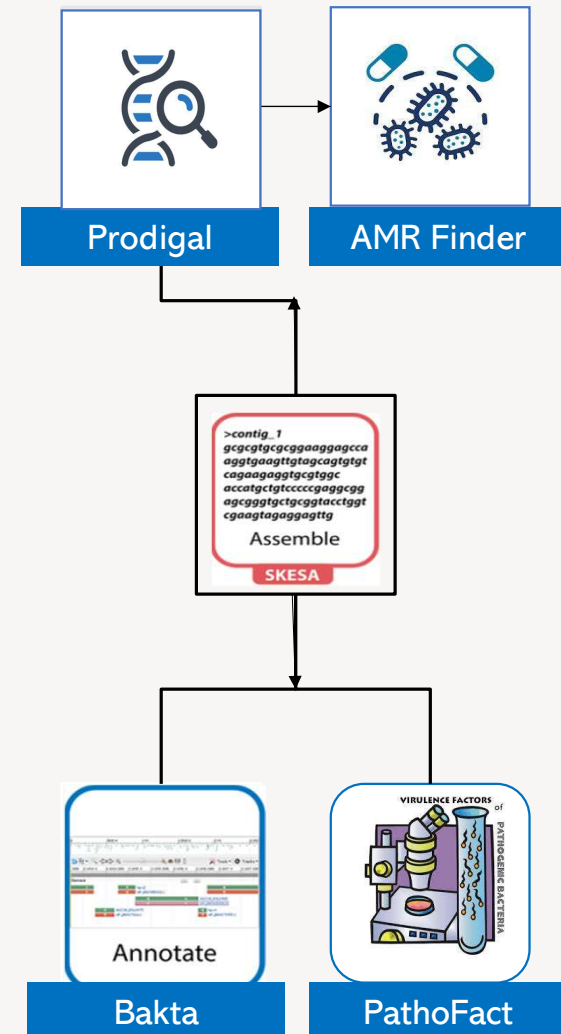 Prodigal
AMR Finder
>contig_1
gcgcgtgcgcggaaggagcca
aggtgaagttgtagcagtgtgt
cagaagaggtgcgtggc
accatgctgtcccccgaggcgg
agcgggtgctgcggtacctggt
cgaagtagaggagttg
Assemble
SKESA
VIRULENCE FACTORS
of
PATHOGENIC BACTERIA
Annotate
Bakta
PathoFact